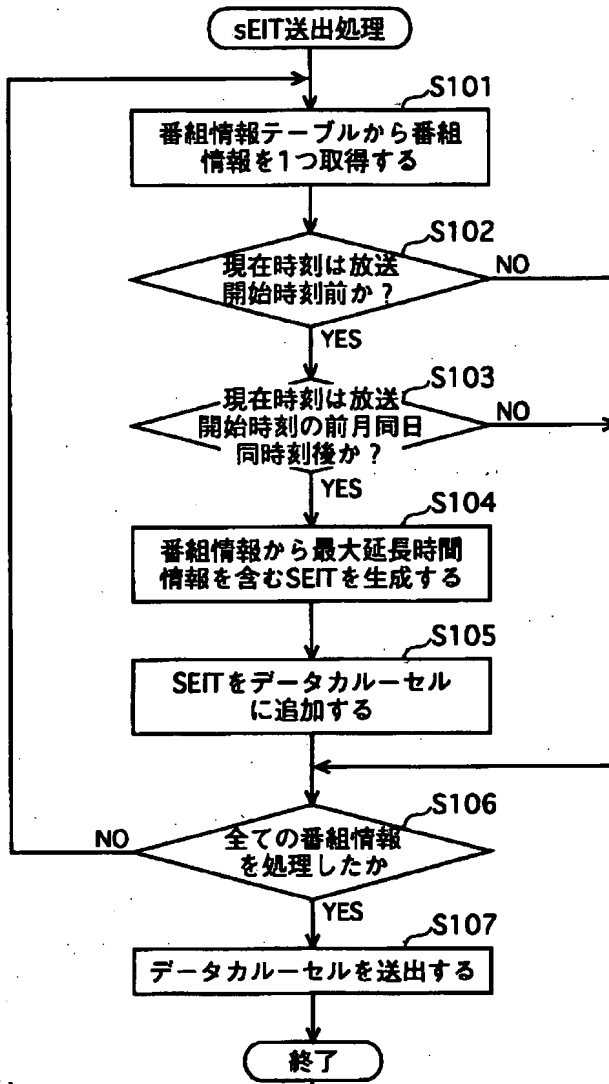 sEIT送出処理
S101
番組情報テーブルから番組
情報を1つ取得する
S102
現在時刻は放送
開始時刻前か？
NO
YES
S103
現在時刻は放送
開始時刻の前月同日
同時刻後か？
NO
YES
S104
番組情報から最大延長時間
情報を含むSEITを生成する
S105
SEITをデータカルーセル
に追加する
S106
全ての番組情報
を処理したか
NO
YES
S107
データカルーセルを送出する
終了